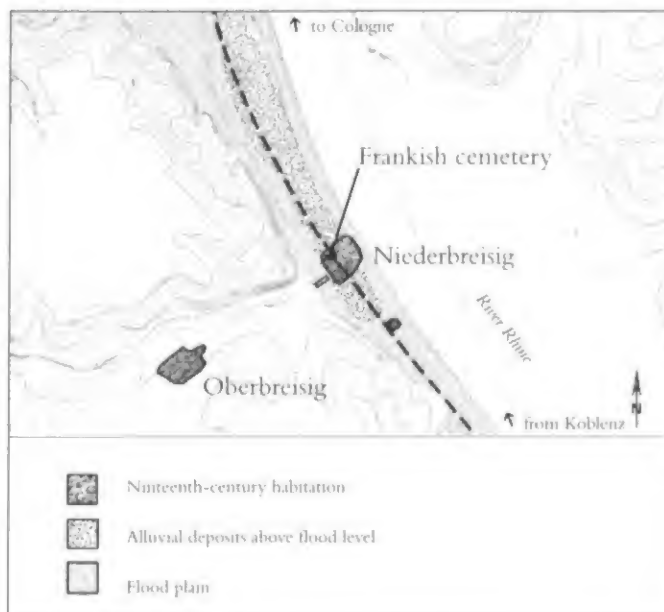 to Cologne
Frankish cemetery
Niederbreisig
River Rhine
Oberbreisig
N
from Koblenz
Ninteenth-century habitation
Alluvial deposits above flood level
Flood plain